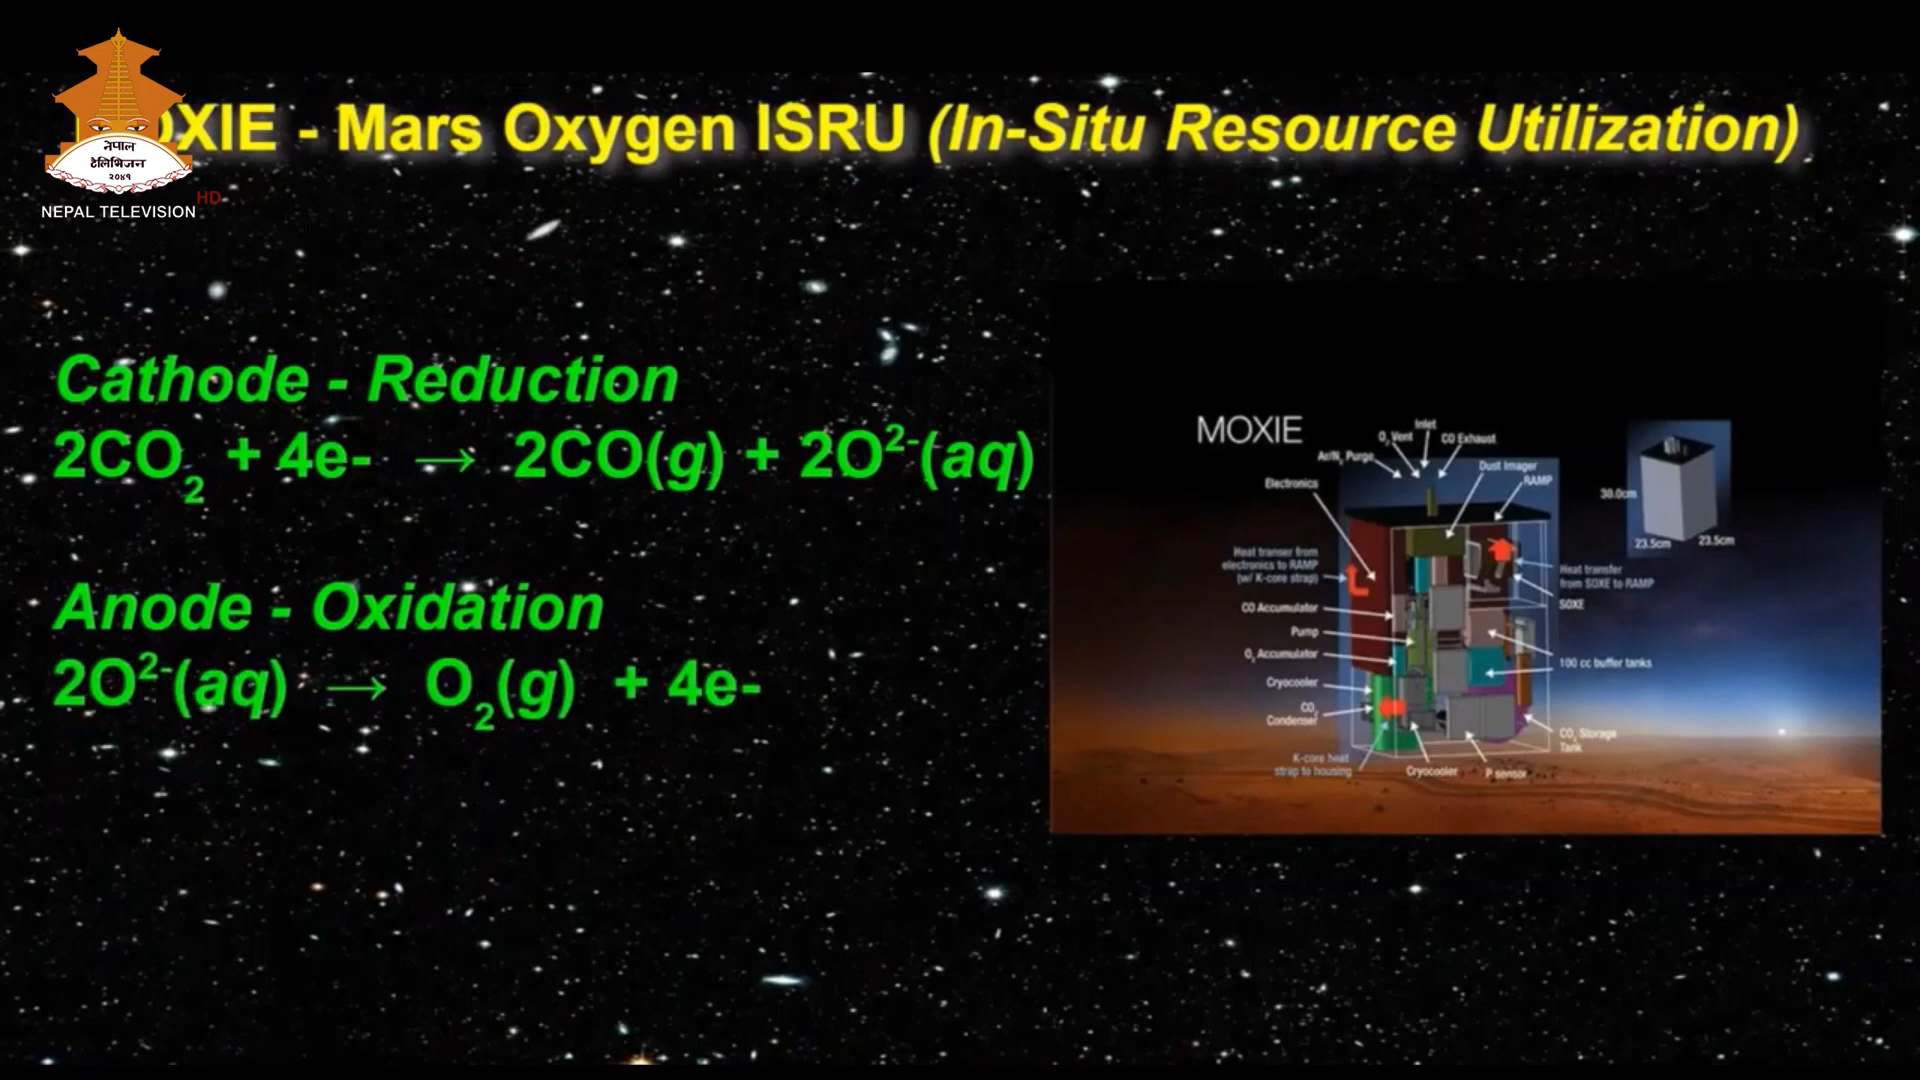 OXIE - Mars Oxygen ISRU (In-Situ Resource Utilization)
नेपाल
टेलिभिजन
२०४१
HD
NEPAL TELEVISION
Cathode - Reduction
2CO₂ + 4e- → 2CO(g) + 2O²⁻(aq)
Anode - Oxidation
2O²⁻(aq) → O₂(g) + 4e-
MOXIE
Inlet
O₂ Vent
CO Exhaust
Ar/N₂ Purge
Dust Imager
Electronics
RAMP
30.0cm
23.5cm
23.5cm
Heat transer from
electronics to RAMP
(w/ K-core strap)
Heat transfer
from SOXE to RAMP
SOXE
CO Accumulator
Pump
O₂ Accumulator
100 cc buffer tanks
Cryocooler
CO₂
Condenser
CO₂ Storage
Tank
K-core heat
strap to housing
Cryocooler
P sensor